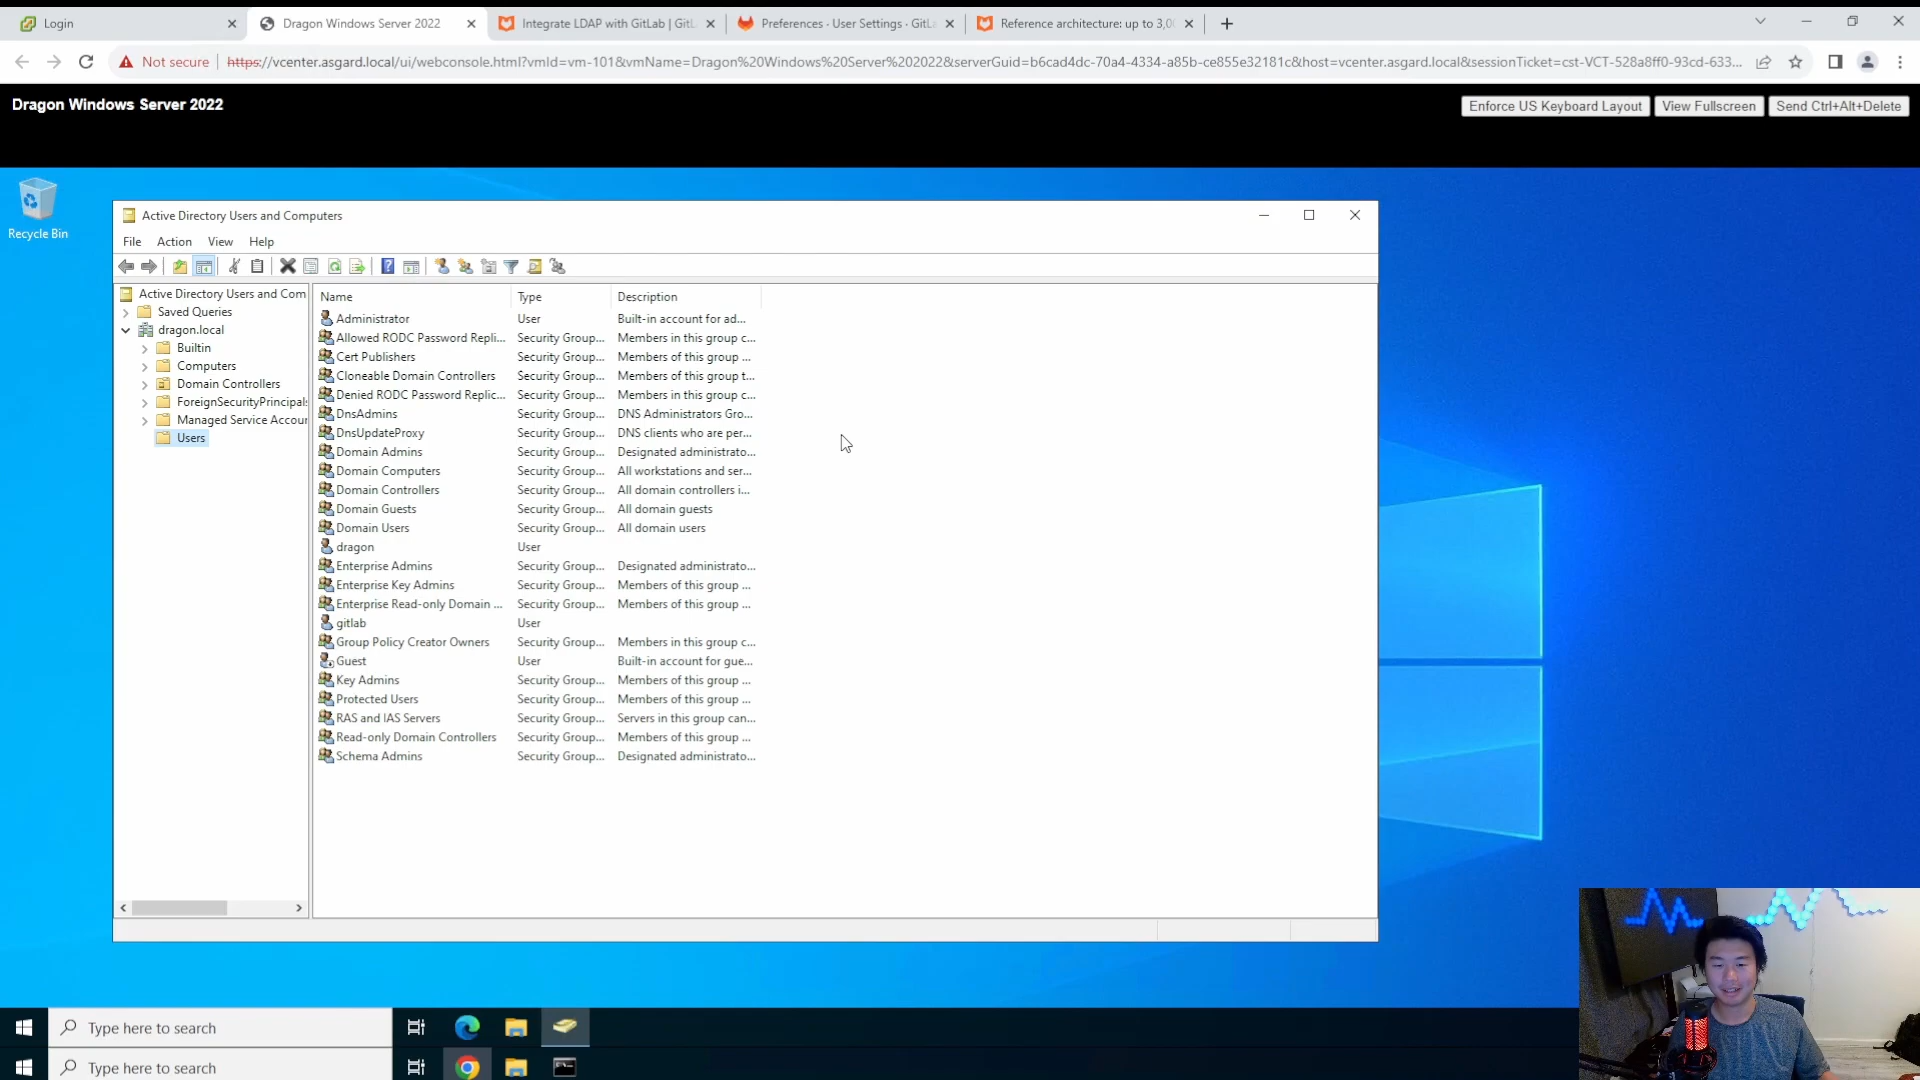 Login
Dragon Windows Server 2022
Integrate LDAP with GitLab | GitL
Preferences · User Settings · GitLa
Reference architecture: up to 3,0
Not secure
https://vcenter.asgard.local/ui/webconsole.html?vmId=vm-101&vmName=Dragon%20Windows%20Server%202022&serverGuid=b6cad4dc-70a4-4334-a85b-ce855e32181c&host=vcenter.asgard.local&sessionTicket=cst-VCT-528a8ff0-93cd-633...
Dragon Windows Server 2022
Enforce US Keyboard Layout
View Fullscreen
Send Ctrl+Alt+Delete
Recycle Bin
Active Directory Users and Computers
File Action View Help
Active Directory Users and Com
Saved Queries
dragon.local
Builtin
Computers
Domain Controllers
ForeignSecurityPrincipals
Managed Service Accour
Users
Name Type Description
Administrator User Built-in account for ad...
Allowed RODC Password Repli... Security Group... Members in this group c...
Cert Publishers Security Group... Members of this group ...
Cloneable Domain Controllers Security Group... Members of this group t...
Denied RODC Password Replic... Security Group... Members in this group c...
DnsAdmins Security Group... DNS Administrators Gro...
DnsUpdateProxy Security Group... DNS clients who are per...
Domain Admins Security Group... Designated administrato...
Domain Computers Security Group... All workstations and ser...
Domain Controllers Security Group... All domain controllers i...
Domain Guests Security Group... All domain guests
Domain Users Security Group... All domain users
dragon User
Enterprise Admins Security Group... Designated administrato...
Enterprise Key Admins Security Group... Members of this group ...
Enterprise Read-only Domain ... Security Group... Members of this group ...
gitlab User
Group Policy Creator Owners Security Group... Members in this group c...
Guest User Built-in account for gue...
Key Admins Security Group... Members of this group ...
Protected Users Security Group... Members of this group ...
RAS and IAS Servers Security Group... Servers in this group can...
Read-only Domain Controllers Security Group... Members of this group ...
Schema Admins Security Group... Designated administrato...
Type here to search
Type here to search